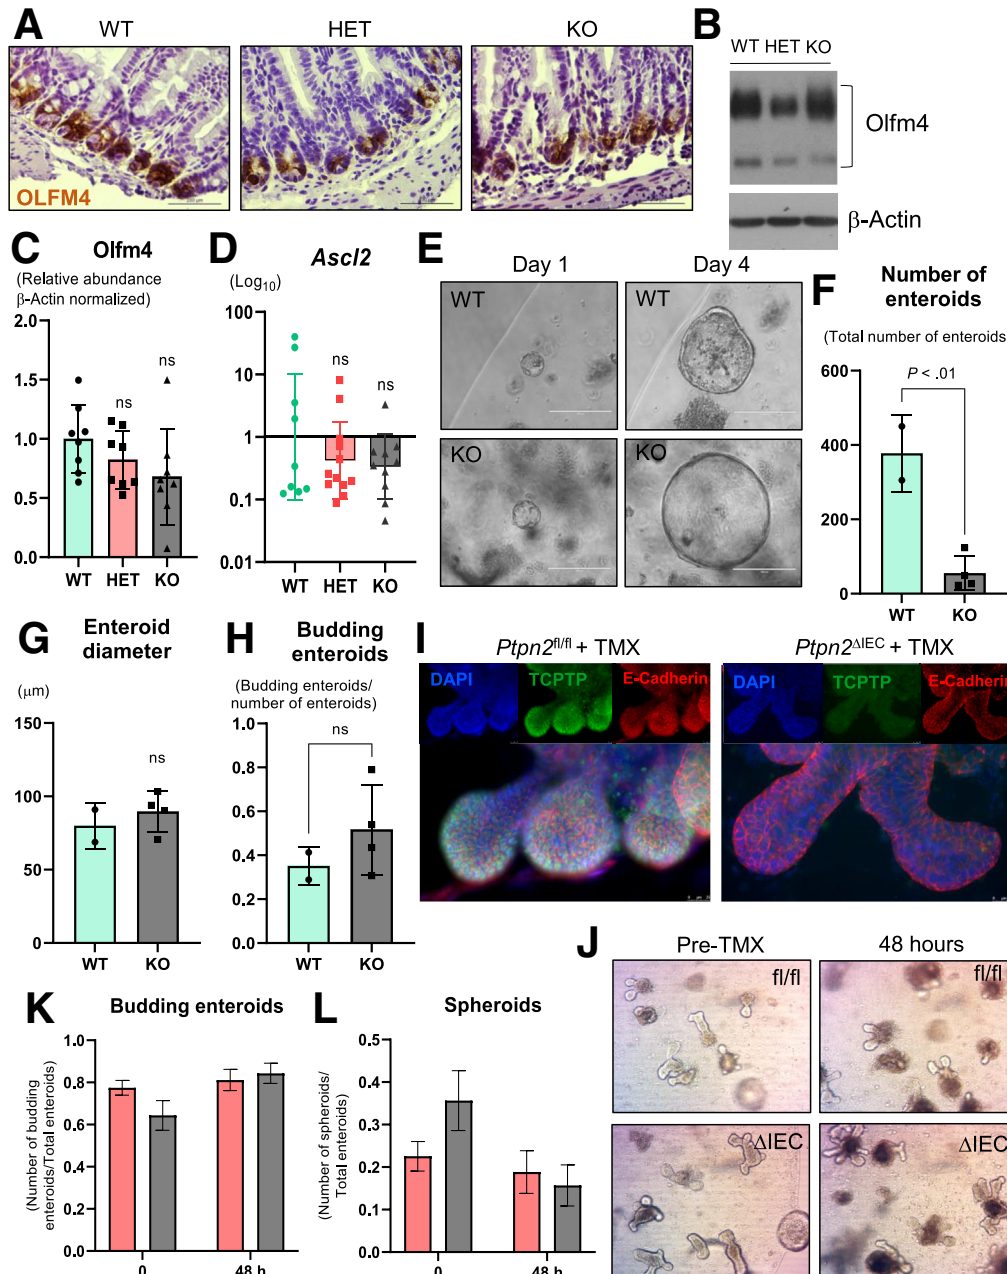 A
WT
HET
KO
OLFM4
B
WT HET KO
Olfm4
β-Actin
C
Olfm4
(Relative abundance
β-Actin normalized)
2.0
1.5
1.0
0.5
0.0
ns
ns
WT
HET
KO
D
Ascl2
(Log10)
100
10
1
0.1
0.01
ns
ns
WT
HET
KO
E
Day 1
Day 4
WT
WT
KO
KO
F
Number of
enteroids
(Total number of enteroids
600
400
200
0
P < .01
WT
KO
G
Enteroid
diameter
(μm)
150
100
50
0
ns
WT
KO
H
Budding
enteroids
(Budding enteroids/
number of enteroids)
1.0
0.8
0.6
0.4
0.2
0.0
ns
WT
KO
I
Ptpn2fl/fl + TMX
DAPI
TCPTP
E-Cadherin
Ptpn2ΔIEC + TMX
DAPI
TCPTP
E-Cadherin
J
Pre-TMX
48 hours
fl/fl
fl/fl
ΔIEC
ΔIEC
K
Budding enteroids
(Number of budding
enteroids/Total enteroids)
1.0
0.8
0.6
0.4
0.2
0.0
0
48 h
L
Spheroids
(Number of spheroids/
Total enteroids)
0.5
0.4
0.3
0.2
0.1
0.0
0
48 h